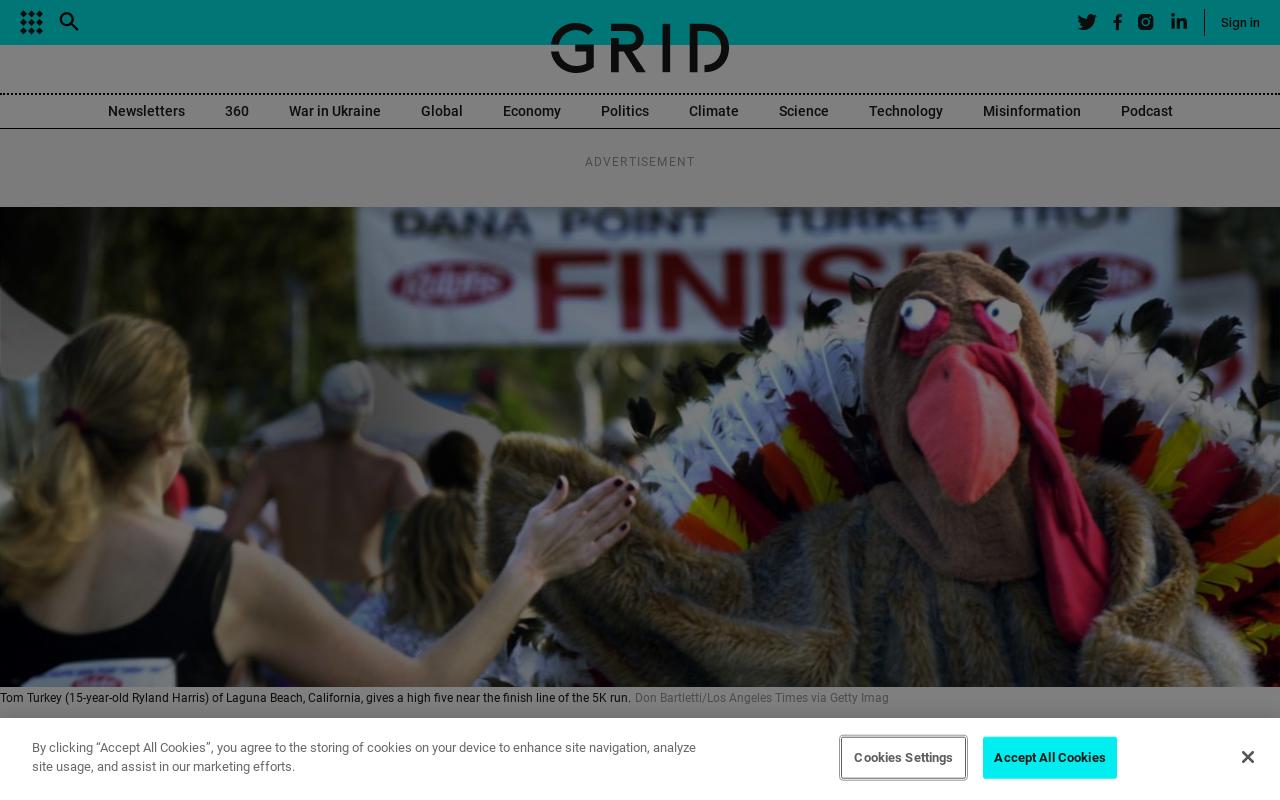 GRID
Sign in
Newsletters 360 War in Ukraine Global Economy Politics Climate Science Technology Misinformation Podcast
ADVERTISEMENT
DANA POINT TURKEY TROT
Ralphs FINISH Ralphs
Tom Turkey (15-year-old Ryland Harris) of Laguna Beach, California, gives a high five near the finish line of the 5K run. Don Bartletti/Los Angeles Times via Getty Imag
By clicking “Accept All Cookies”, you agree to the storing of cookies on your device to enhance site navigation, analyze
site usage, and assist in our marketing efforts.
Cookies Settings
Accept All Cookies